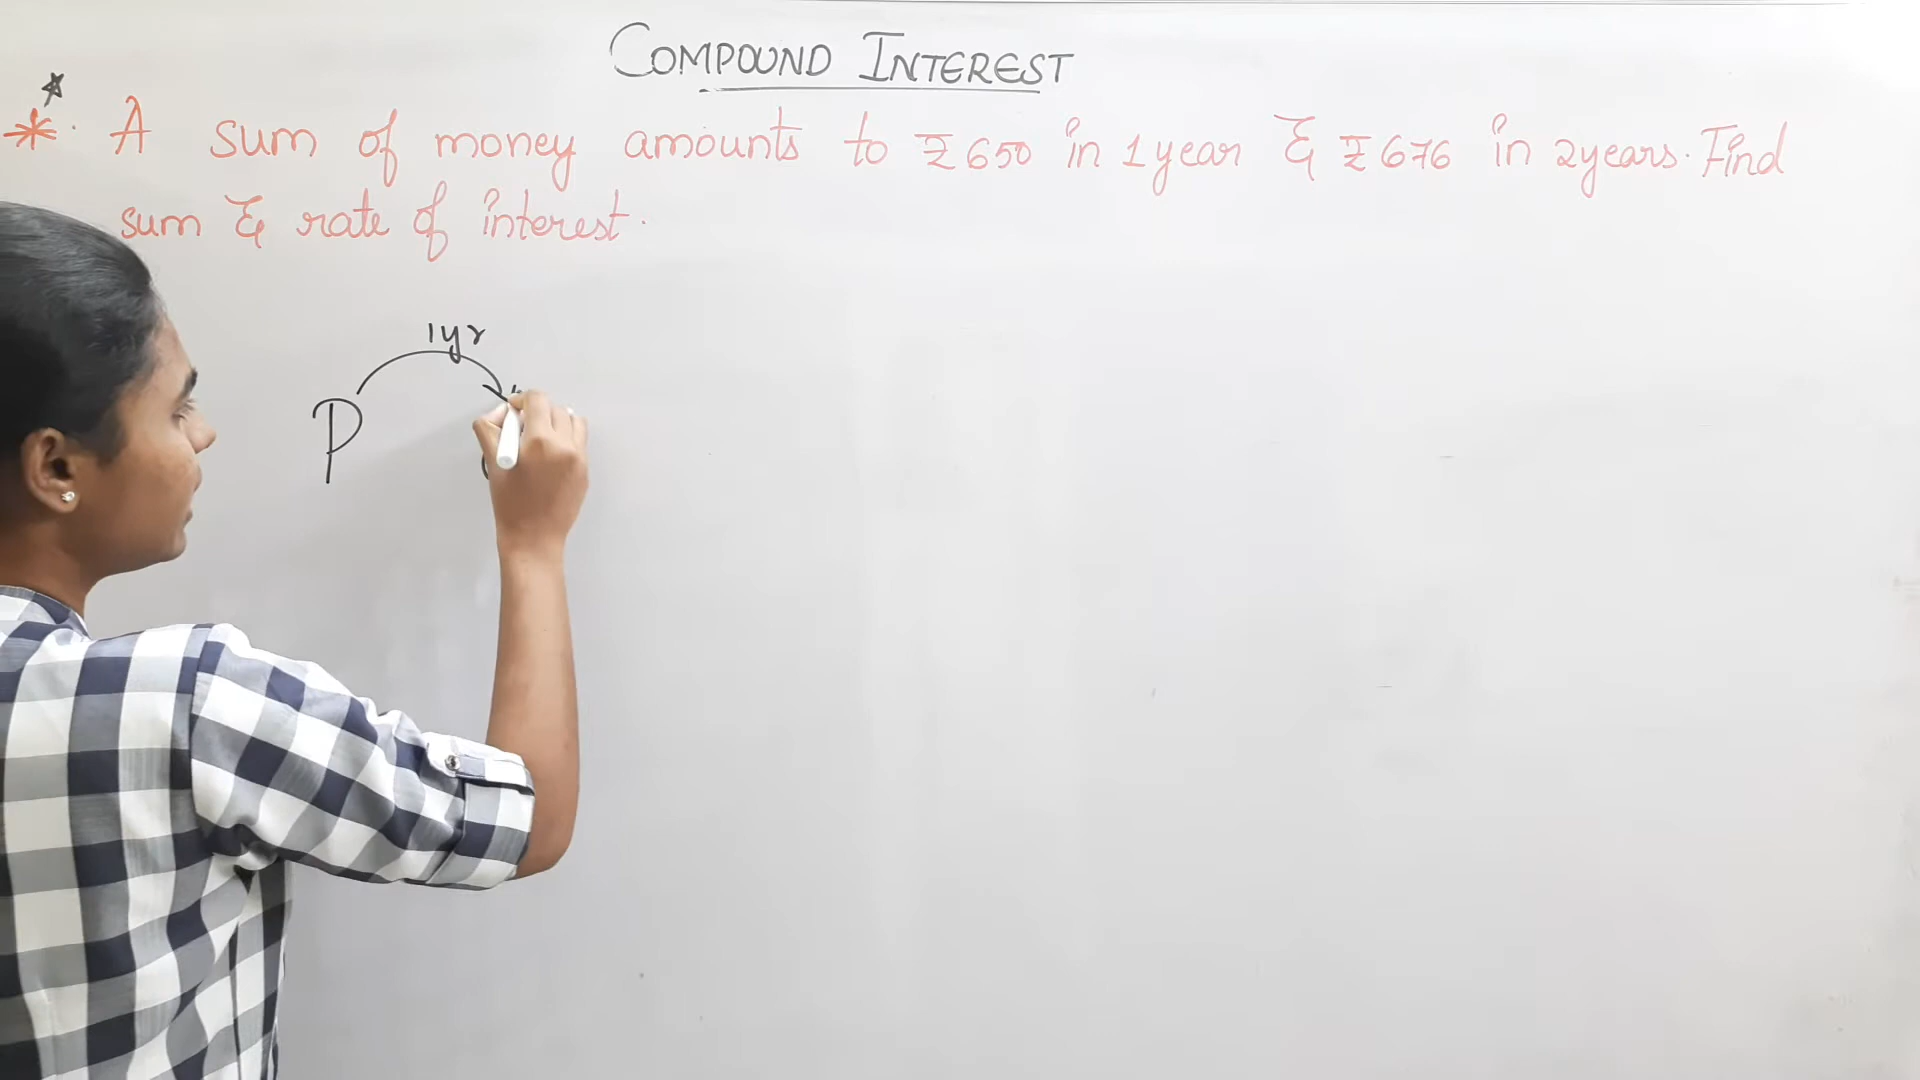 COMPOUND INTEREST
* A sum of money amounts to ₹650 in 1 year & ₹676 in 2 years. Find
sum & rate of interest.
1yr
P